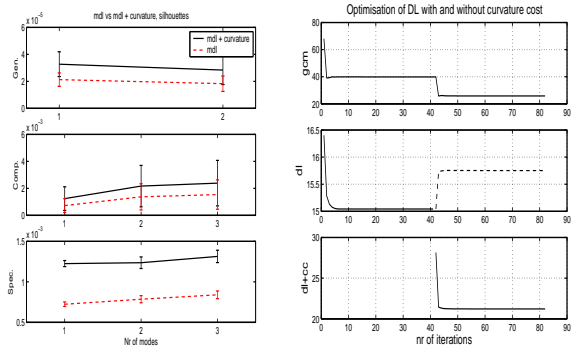 mdl vs mdl + curvature, silhouettes
6 x 10⁻⁵
4
2
0
Gen.
mdl + curvature
mdl
1 2
6 x 10⁻³
4
2
0
Comp.
1 2 3
1.5 x 10⁻³
1
0.5
Spec.
1 2 3
Nr of modes
Optimisation of DL with and without curvature cost
80
60
40
20
gcm
0 10 20 30 40 50 60 70 80 90
16.5
16
15.5
15
dl
0 10 20 30 40 50 60 70 80 90
30
25
20
dl+cc
0 10 20 30 40 50 60 70 80 90
nr of iterations